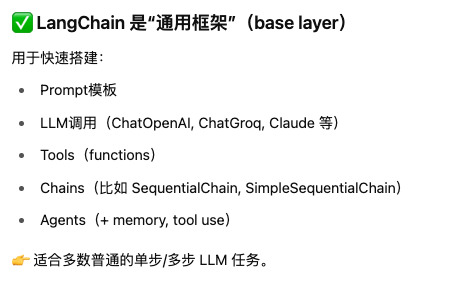 ✅ LangChain 是“通用框架”（base layer）
用于快速搭建：
• Prompt模板
• LLM调用（ChatOpenAI, ChatGroq, Claude 等）
• Tools（functions）
• Chains（比如 SequentialChain, SimpleSequentialChain）
• Agents（+ memory, tool use）
👉 适合多数普通的单步/多步 LLM 任务。